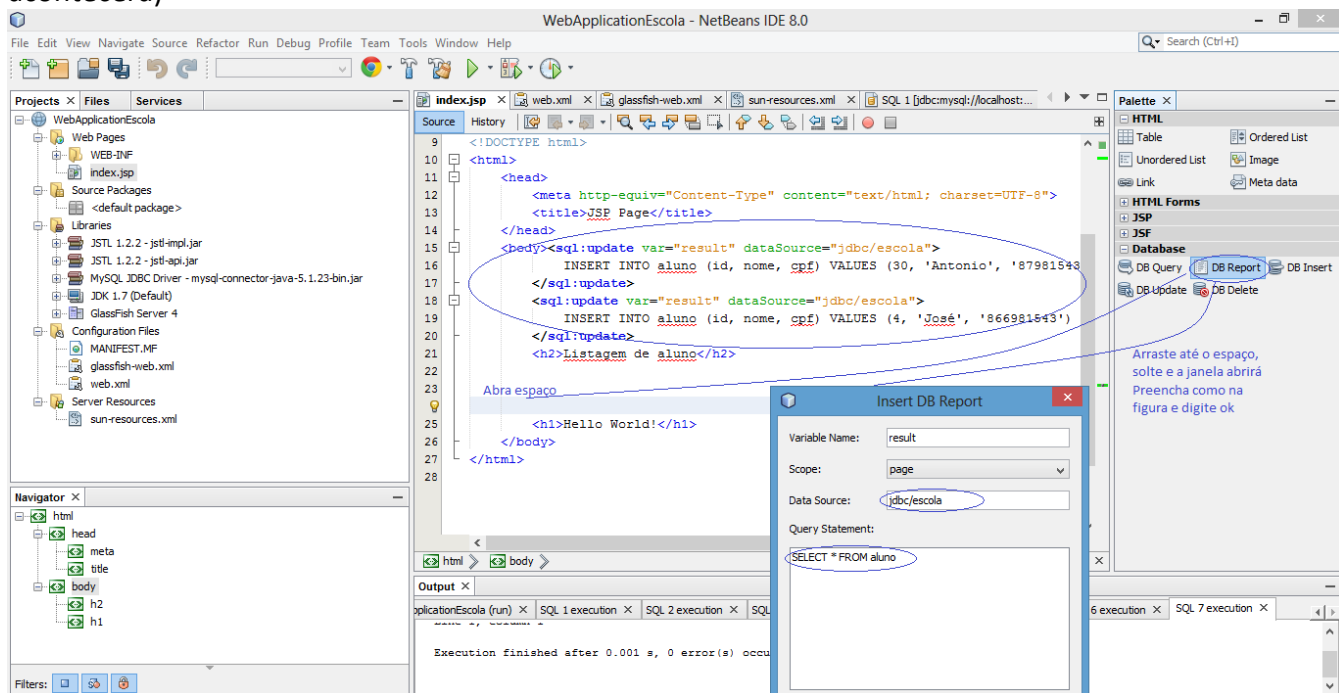 acontecerá)
WebApplicationEscola - NetBeans IDE 8.0
File Edit View Navigate Source Refactor Run Debug Profile Team Tools Window Help
Search (Ctrl+I)
Projects Files Services
WebApplicationEscola
Web Pages
WEB-INF
index.jsp
Source Packages
<default package>
Libraries
JSTL 1.2.2 - jstl-impl.jar
JSTL 1.2.2 - jstl-api.jar
MySQL JDBC Driver - mysql-connector-java-5.1.23-bin.jar
JDK 1.7 (Default)
GlassFish Server 4
Configuration Files
MANIFEST.MF
glassfish-web.xml
web.xml
Server Resources
sun-resources.xml
Navigator
html
head
meta
title
body
h2
h1
Filters:
index.jsp web.xml glassfish-web.xml sun-resources.xml SQL 1 [jdbc:mysql://localhost:...
Source History
9 <!DOCTYPE html>
10 <html>
11 <head>
12 <meta http-equiv="Content-Type" content="text/html; charset=UTF-8">
13 <title>JSP Page</title>
14 </head>
15 <body><sql:update var="result" dataSource="jdbc/escola">
16 INSERT INTO aluno (id, nome, cpf) VALUES (30, 'Antonio', '87981543
17 </sql:update>
18 <sql:update var="result" dataSource="jdbc/escola">
19 INSERT INTO aluno (id, nome, cpf) VALUES (4, 'José', '866981543')
20 </sql:update>
21 <h2>Listagem de aluno</h2>
22
23 Abra espaço
25 <h1>Hello World!</h1>
26 </body>
27 </html>
28
html body
Output
pplicationEscola (run) SQL 1 execution SQL 2 execution SQL
6 execution SQL 7 execution
Execution finished after 0.001 s, 0 error(s) occu
Insert DB Report
Variable Name: result
Scope: page
Data Source: jdbc/escola
Query Statement:
SELECT * FROM aluno
Palette
HTML
Table Ordered List
Unordered List Image
Link Meta data
HTML Forms
JSP
JSF
Database
DB Query DB Report DB Insert
DB Update DB Delete
Arraste até o espaço,
solte e a janela abrirá
Preencha como na
figura e digite ok